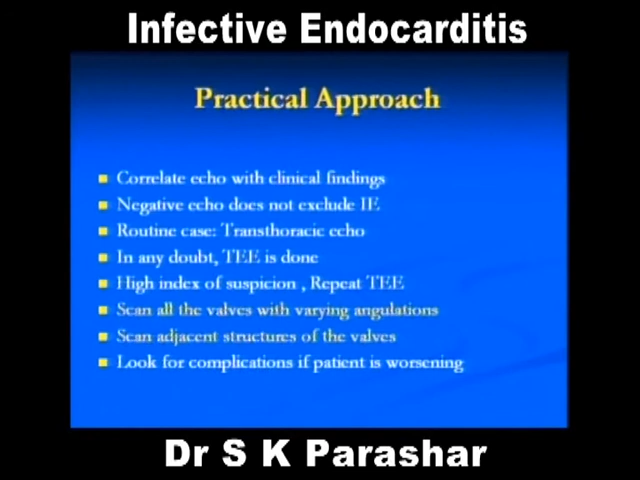 Infective Endocarditis
Practical Approach
Correlate echo with clinical findings
Negative echo does not exclude IE
Routine case: Transthoracic echo
In any doubt, TEE is done
High index of suspicion , Repeat TEE
Scan all the valves with varying angulations
Scan adjacent structures of the valves
Look for complications if patient is worsening
Dr S K Parashar